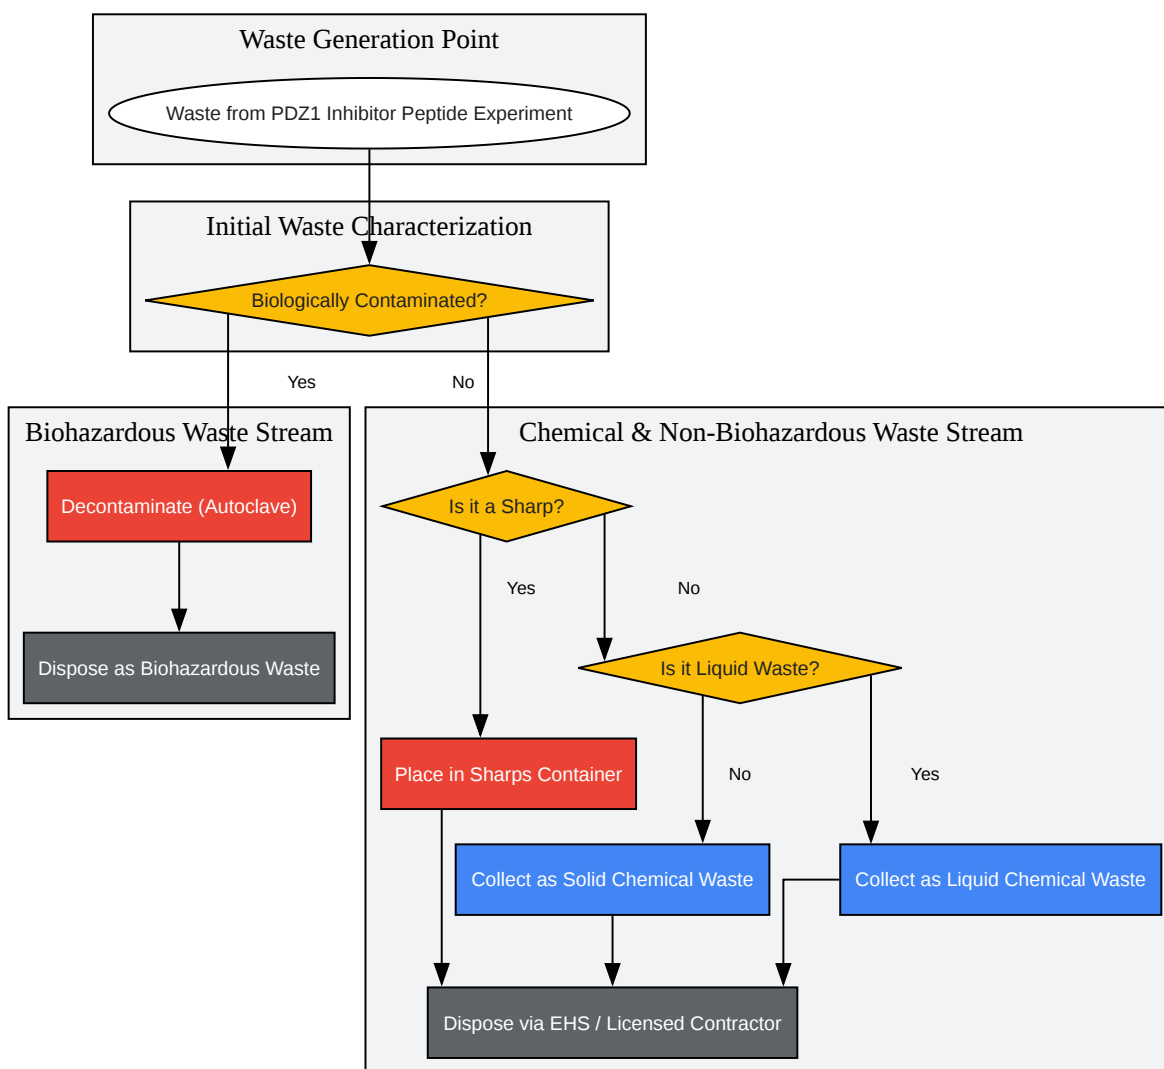 Waste Generation Point
Waste from PDZ1 Inhibitor Peptide Experiment
Initial Waste Characterization
Biologically Contaminated?
Yes
No
Biohazardous Waste Stream
Decontaminate (Autoclave)
Dispose as Biohazardous Waste
Chemical & Non-Biohazardous Waste Stream
Is it a Sharp?
Yes
No
Is it Liquid Waste?
Place in Sharps Container
No
Yes
Collect as Solid Chemical Waste
Collect as Liquid Chemical Waste
Dispose via EHS / Licensed Contractor